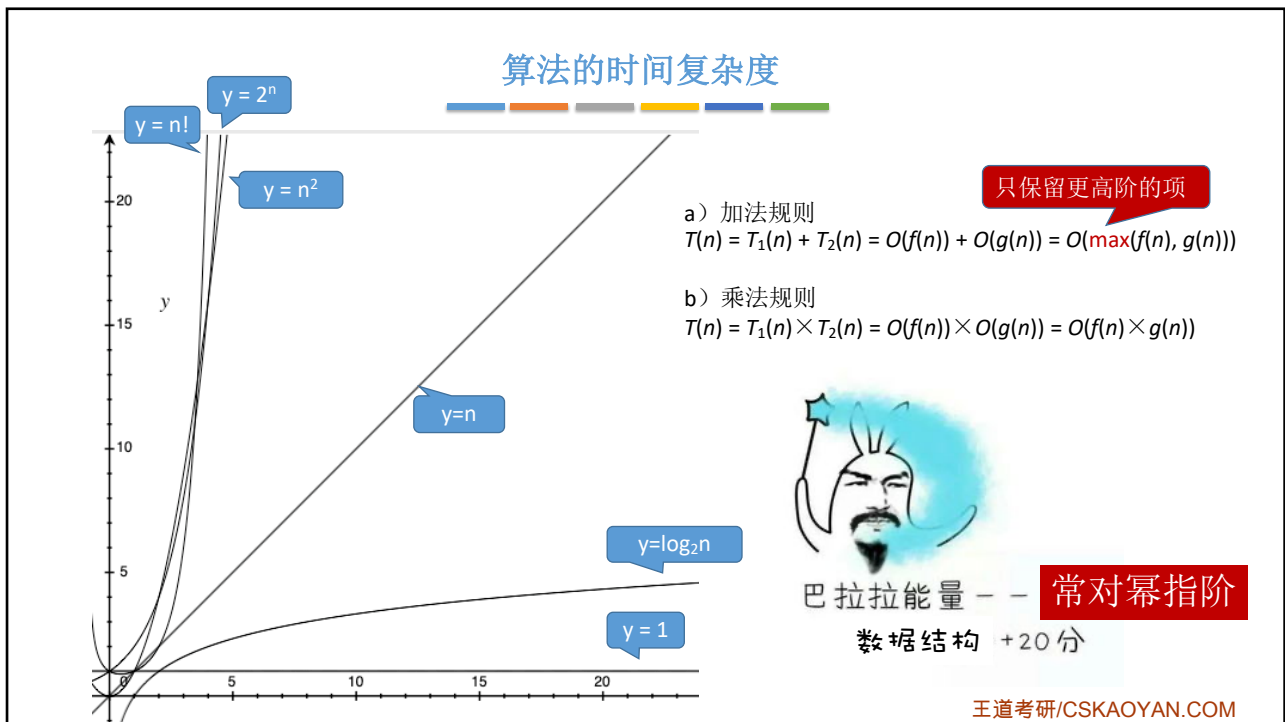 算法的时间复杂度
y = 2ⁿ
y = n!
y = n²
20
y
15
10
5
0
5
10
15
20
y=n
y=log₂n
y = 1
只保留更高阶的项
a）加法规则
T(n) = T₁(n) + T₂(n) = O(f(n)) + O(g(n)) = O(max(f(n), g(n)))
b）乘法规则
T(n) = T₁(n)×T₂(n) = O(f(n))×O(g(n)) = O(f(n)×g(n))
巴拉拉能量－－ 常对幂指阶
数据结构 +20分
王道考研/CSKAOYAN.COM